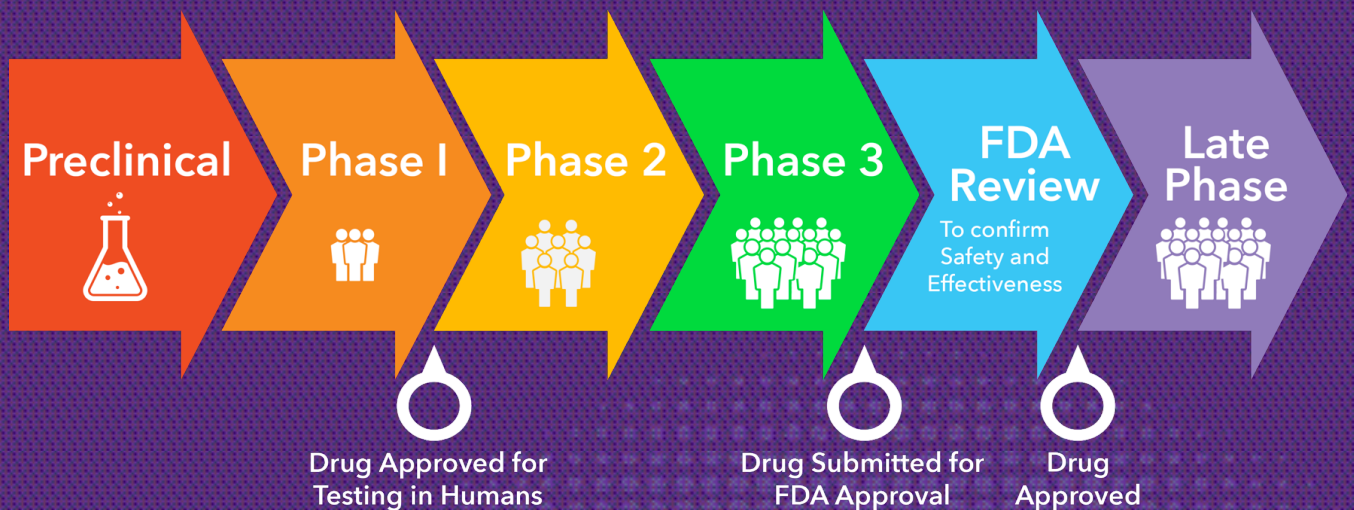 Preclinical
Phase I
Phase 2
Phase 3
FDA
Review
To confirm
Safety and
Effectiveness
Late
Phase
Drug Approved for
Testing in Humans
Drug Submitted for
FDA Approval
Drug
Approved